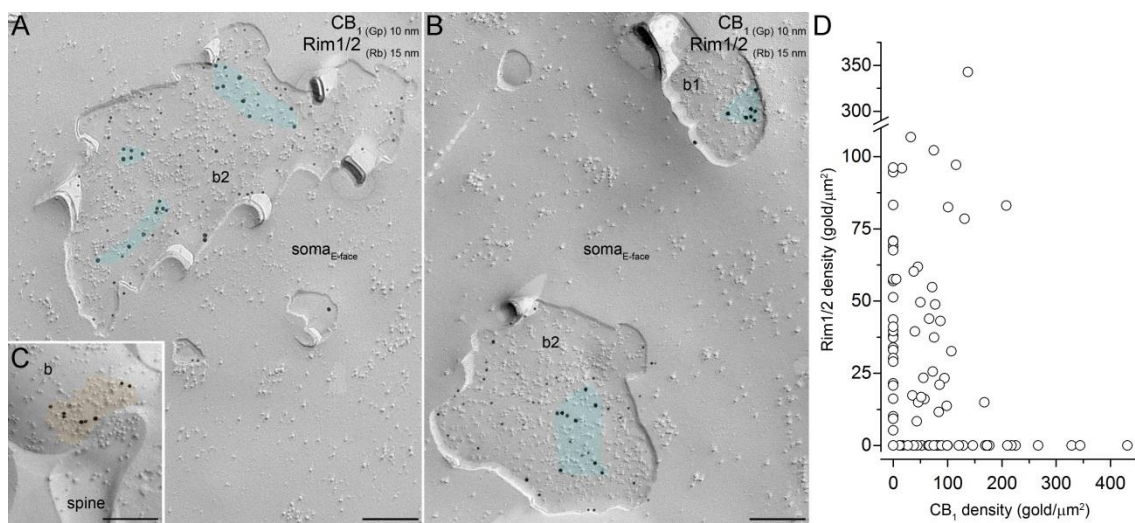 A
CB₁ (Gp) 10 nm
Rim1/2 (Rb) 15 nm
b2
soma E-face
C
b
spine
B
CB₁ (Gp) 10 nm
Rim1/2 (Rb) 15 nm
b1
soma E-face
b2
D
Rim1/2 density (gold/μm²)
350
300
100
75
50
25
0
0 100 200 300 400
CB₁ density (gold/μm²)